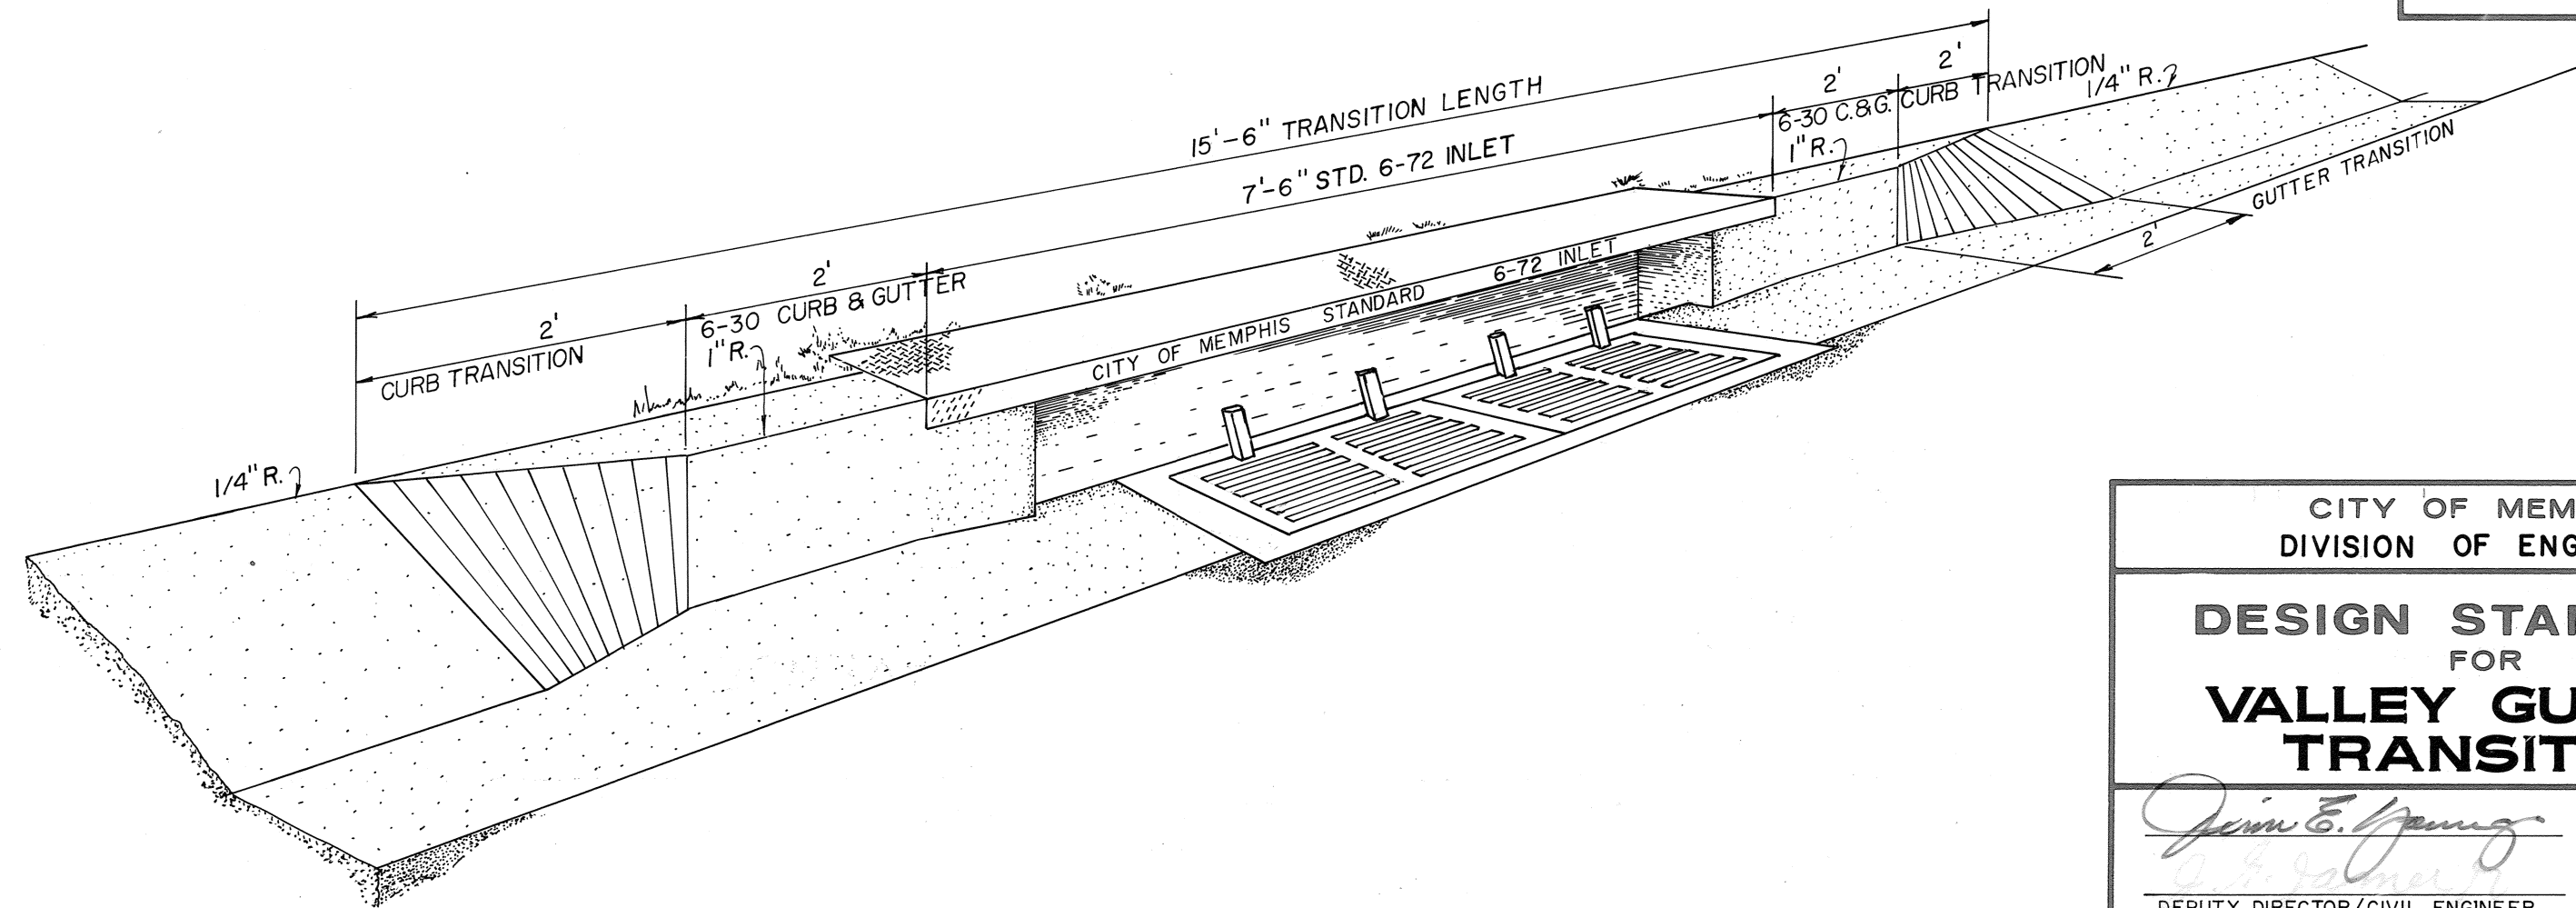 15'-6" TRANSITION LENGTH
7'-6" STD. 6-72 INLET
2'
2'
6-30 C.&G.
CURB TRANSITION
1"R.
1/4" R.
2'
6-30 CURB & GUTTER
1"R.
2'
CURB TRANSITION
1/4" R.
CITY OF MEMPHIS STANDARD 6-72 INLET
GUTTER TRANSITION
2'
CITY OF MEM
DIVISION OF ENG
DESIGN STA
FOR
VALLEY GU
TRANSIT
Jim E. Young
DEPUTY DIRECTOR/CIVIL ENGINEER